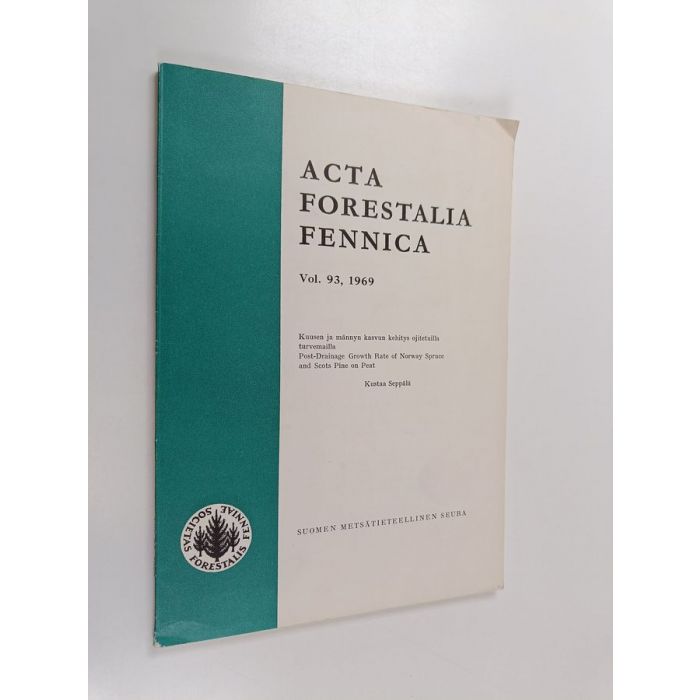 ACTA
FORESTALIA
FENNICA
Vol. 93, 1969
Kuusen ja männyn kasvun kehitys ojitetuilla
turvemailla
Post-Drainage Growth Rate of Norway Spruce
and Scots Pine on Peat
Kustaa Seppälä
SUOMEN METSÄTIETEELLINEN SEURA
SOCIETAS FORESTALIS FENNIAE